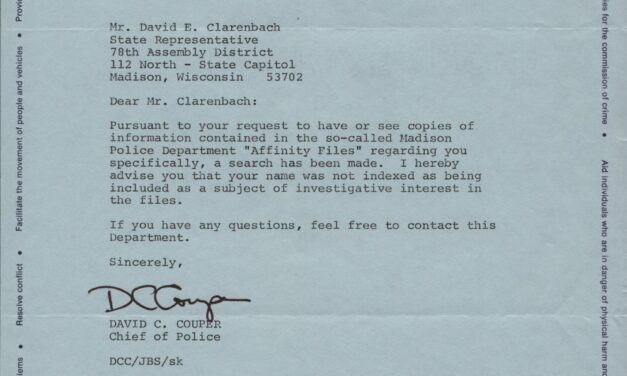 Mr. David E. Clarenbach
State Representative
78th Assembly District
112 North - State Capitol
Madison, Wisconsin 53702
Dear Mr. Clarenbach:
Pursuant to your request to have or see copies of
information contained in the so-called Madison
Police Department "Affinity Files" regarding you
specifically, a search has been made. I hereby
advise you that your name was not indexed as being
included as a subject of investigative interest in
the files.
If you have any questions, feel free to contact this
Department.
Sincerely,
DCCouper
DAVID C. COUPER
Chief of Police
DCC/JBS/sk
• Resolve conflict • Facilitate the movement of people and vehicles •
for the commission of crime • Aid individuals who are in danger of physical harm and